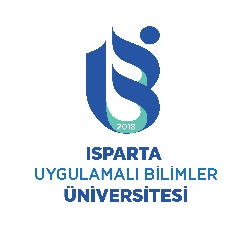 2018
ISPARTA
UYGULAMALI BİLİMLER
ÜNİVERSİTESİ